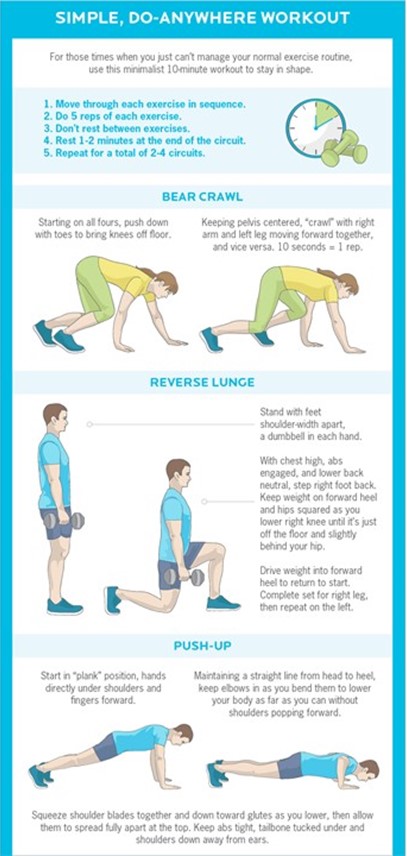 SIMPLE, DO-ANYWHERE WORKOUT
For those times when you just can't manage your normal exercise routine,
use this minimalist 10-minute workout to stay in shape.
1. Move through each exercise in sequence.
2. Do 5 reps of each exercise.
3. Don't rest between exercises.
4. Rest 1-2 minutes at the end of the circuit.
5. Repeat for a total of 2-4 circuits.
BEAR CRAWL
Starting on all fours, push down
with toes to bring knees off floor.
Keeping pelvis centered, "crawl" with right
arm and left leg moving forward together,
and vice versa. 10 seconds = 1 rep.
REVERSE LUNGE
Stand with feet
shoulder-width apart,
a dumbbell in each hand.
With chest high, abs
engaged, and lower back
neutral, step right foot back.
Keep weight on forward heel
and hips squared as you
lower right knee until it's just
off the floor and slightly
behind your hip.
Drive weight into forward
heel to return to start.
Complete set for right leg,
then repeat on the left.
PUSH-UP
Start in "plank" position, hands
directly under shoulders and
fingers forward.
Maintaining a straight line from head to heel,
keep elbows in as you bend them to lower
your body as far as you can without
shoulders popping forward.
Squeeze shoulder blades together and down toward glutes as you lower, then allow
them to spread fully apart at the top. Keep abs tight, tailbone tucked under and
shoulders down away from ears.